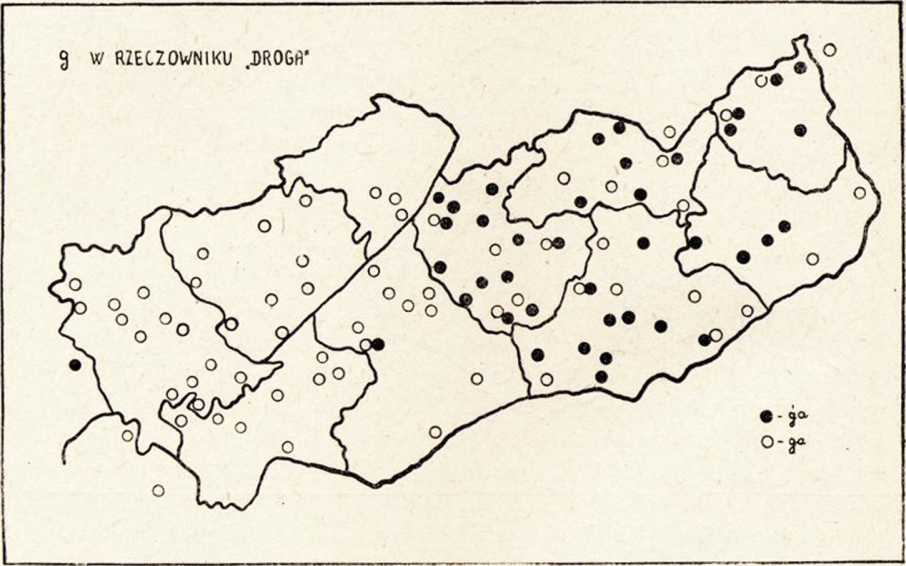 g W RZECZOWNIKU „DROGA"
- ǵa
- ga